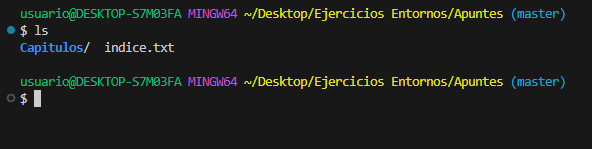 usuario@DESKTOP-S7M03FA MINGW64 ~/Desktop/Ejercicios Entornos/Apuntes (master)
$ ls
Capitulos/  indice.txt
usuario@DESKTOP-S7M03FA MINGW64 ~/Desktop/Ejercicios Entornos/Apuntes (master)
$